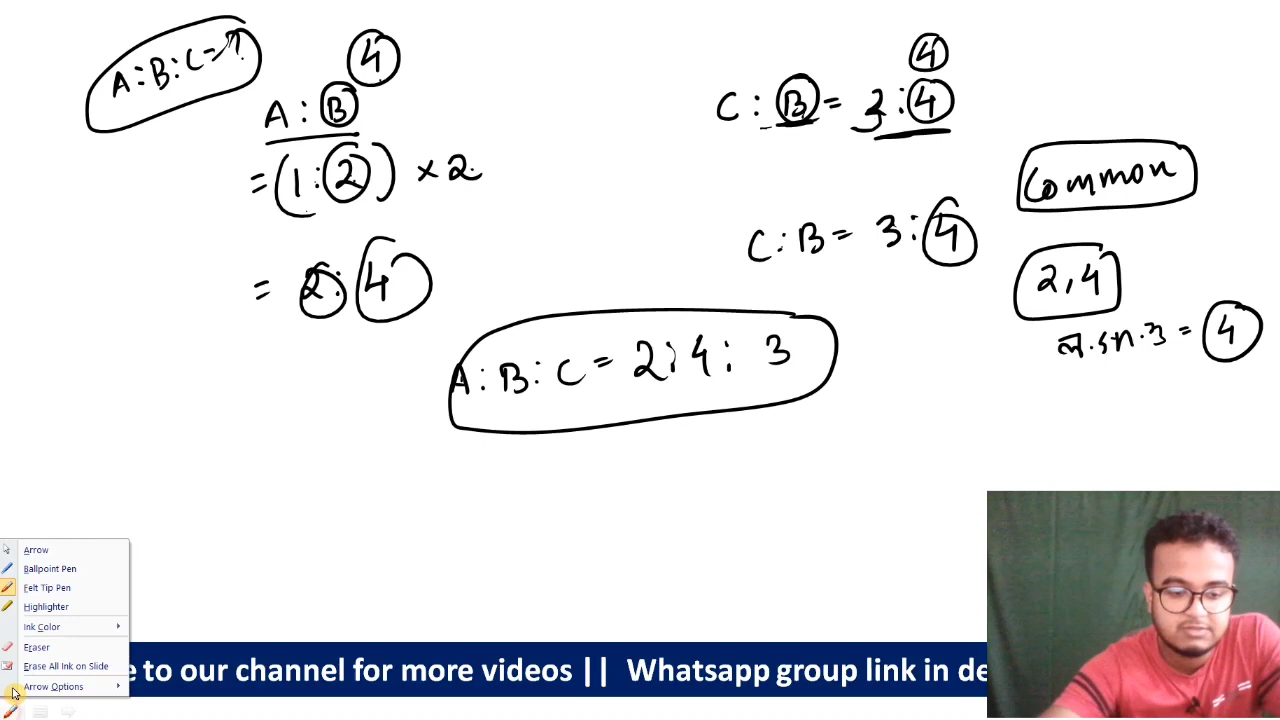 A:B:C=?
4
A : B
= (1:2) × 2
= 2:4
4
C : B = 3:4
C : B = 3:4
Common
2,4
= 4
A : B : C = 2 : 4 : 3
Arrow
Ballpoint Pen
Felt Tip Pen
Highlighter
Ink Color
Eraser
Erase All Ink on Slide
Arrow Options
e to our channel for more videos || Whatsapp group link in de